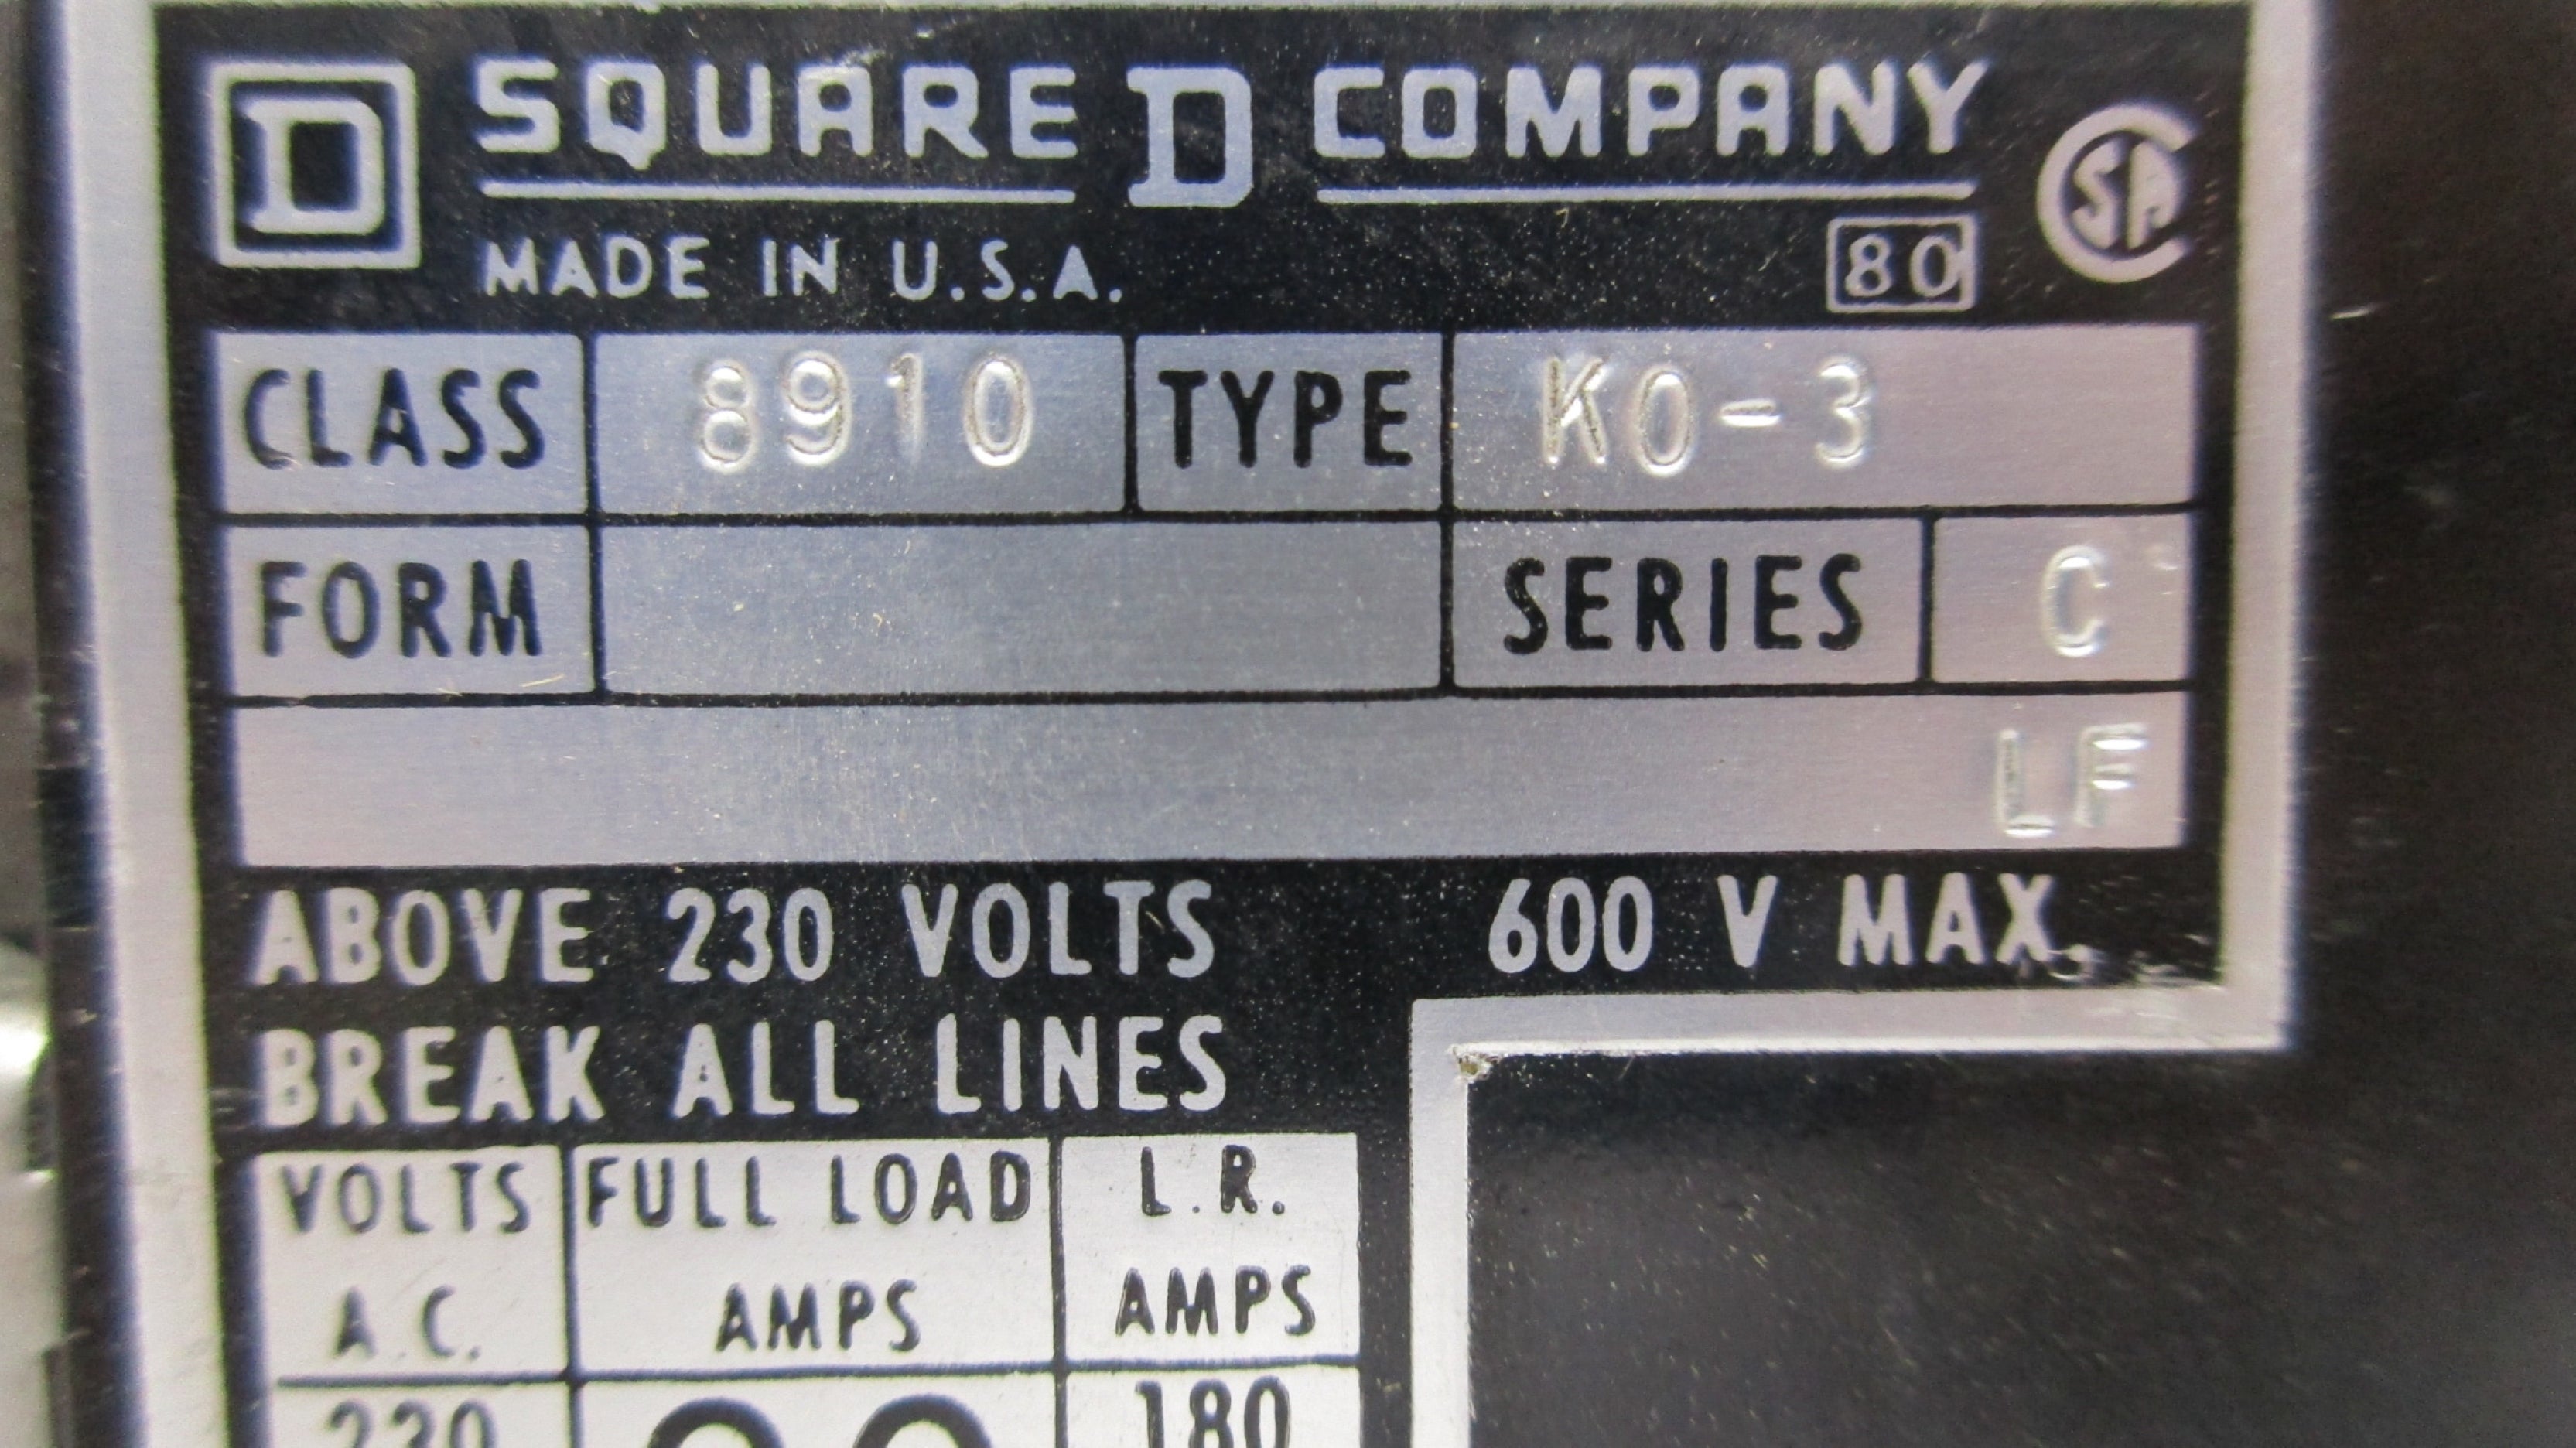 D SQUARE D COMPANY
MADE IN U.S.A.
80
CSA
CLASS 8910 TYPE KO-3
FORM SERIES C
LF
ABOVE 230 VOLTS 600 V MAX.
BREAK ALL LINES
VOLTS A.C. FULL LOAD AMPS L.R. AMPS
180